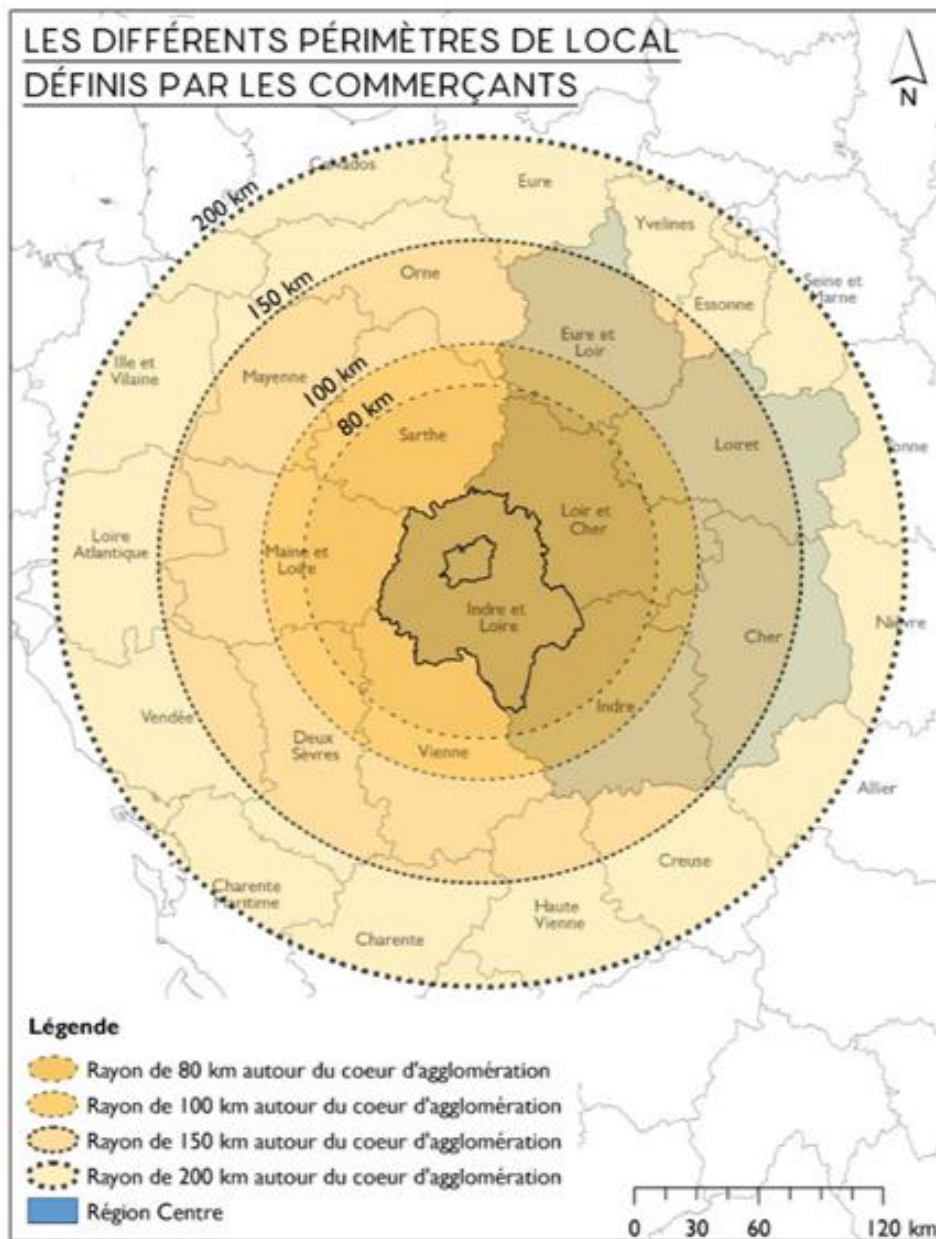 LES DIFFÉRENTS PÉRIMÈTRES DE LOCAL
DÉFINIS PAR LES COMMERÇANTS
N
200 km
Calvados
Eure
Yvelines
150 km
Orne
Essonne
Seine et
Marne
Ille et
Vilaine
Mayenne
100 km
Eure et
Loir
80 km
Sarthe
Loiret
Yonne
Loire
Atlantique
Maine et
Loire
Loir et
Cher
Indre et
Loire
Cher
Nièvre
Vendée
Deux
Sèvres
Vienne
Indre
Allier
Creuse
Charente
Maritime
Charente
Haute
Vienne
Légende
Rayon de 80 km autour du coeur d'agglomération
Rayon de 100 km autour du coeur d'agglomération
Rayon de 150 km autour du coeur d'agglomération
Rayon de 200 km autour du coeur d'agglomération
Région Centre
0 30 60 120 km